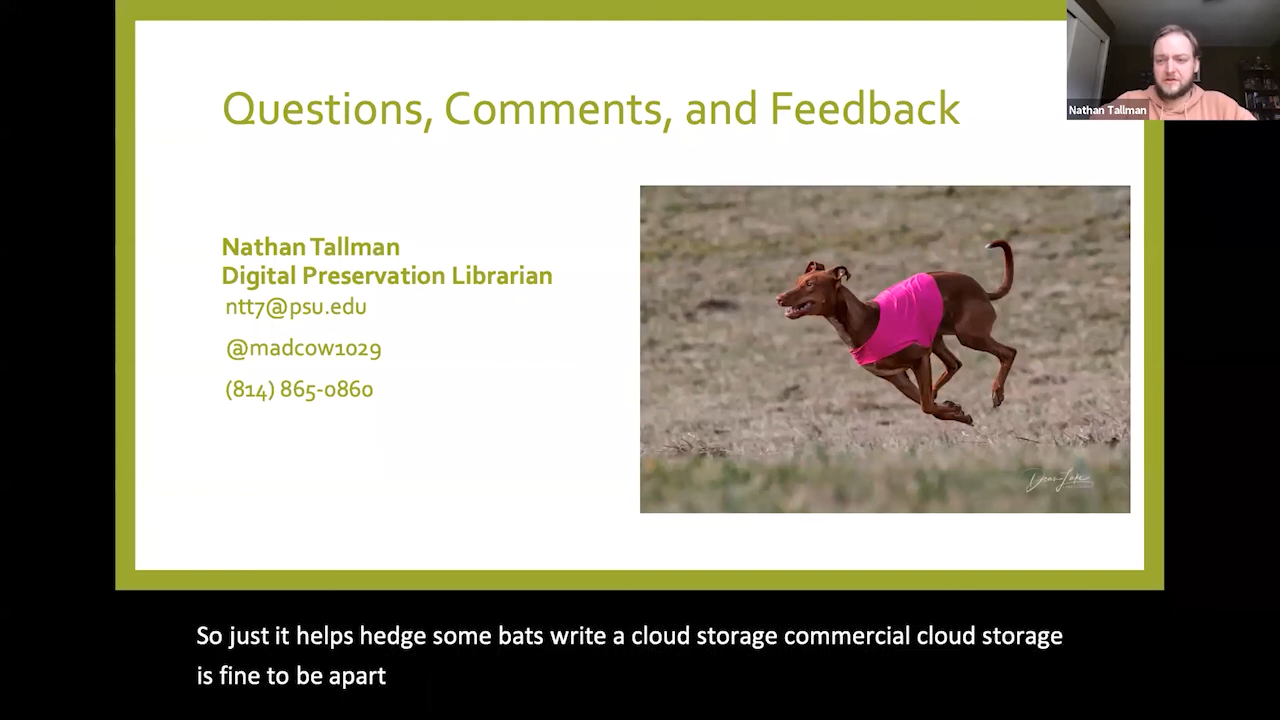 Questions, Comments, and Feedback
Nathan Tallman
Nathan Tallman
Digital Preservation Librarian
ntt7@psu.edu
@madcow1029
(814) 865-0860
So just it helps hedge some bats write a cloud storage commercial cloud storage
is fine to be apart